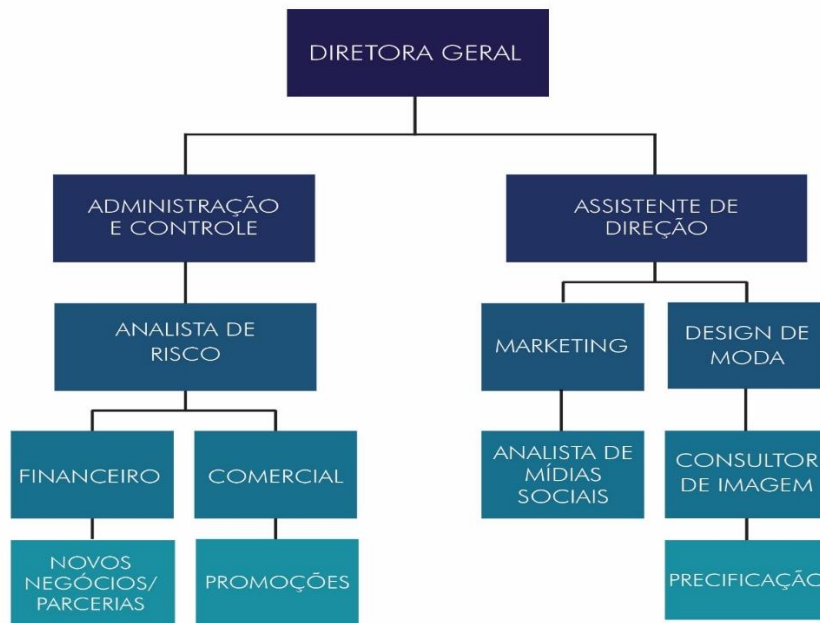 DIRETORA GERAL
ADMINISTRAÇÃO
E CONTROLE
ASSISTENTE DE
DIREÇÃO
ANALISTA DE
RISCO
MARKETING
DESIGN DE
MODA
FINANCEIRO
COMERCIAL
ANALISTA DE
MÍDIAS
SOCIAIS
CONSULTOR
DE IMAGEM
NOVOS
NEGÓCIOS/
PARCERIAS
PROMOÇÕES
PRECIFICAÇÃO